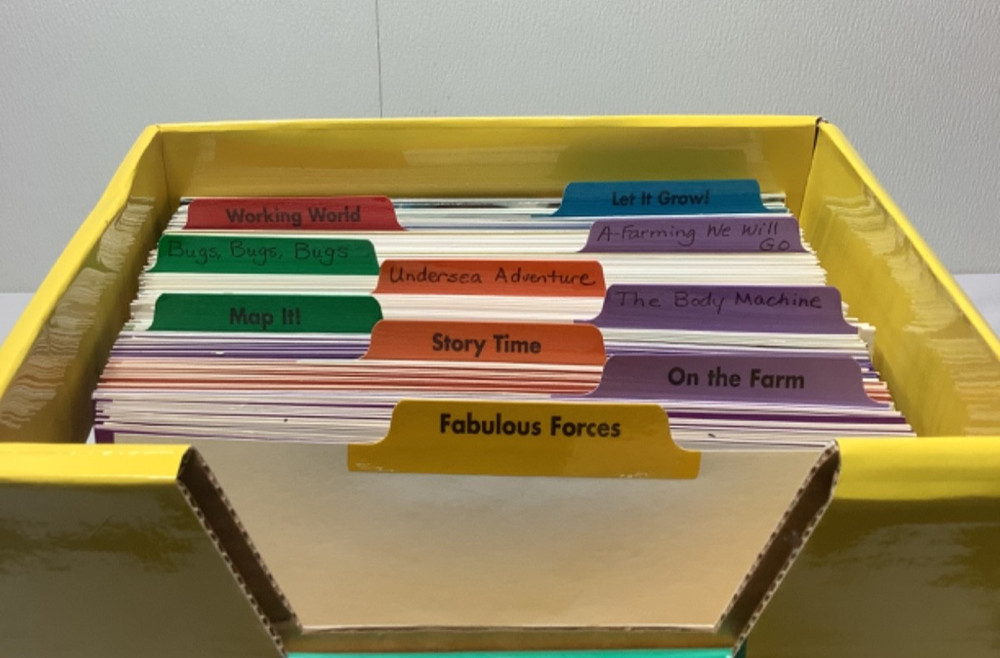 Let It Grow!
Working World
A-Farming We Will
Go
Bugs, Bugs, Bugs
Undersea Adventure
The Body Machine
Map It!
Story Time
On the Farm
Fabulous Forces